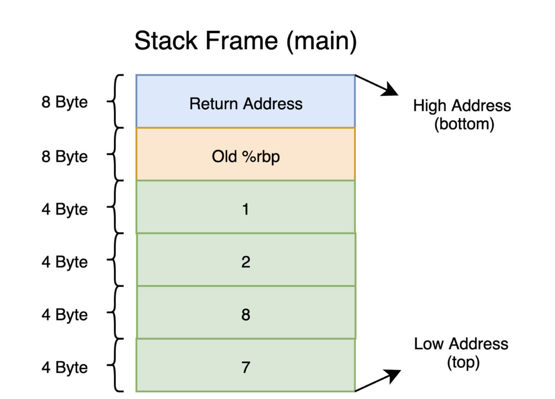 Stack Frame (main)
8 Byte
Return Address
High Address
(bottom)
8 Byte
Old %rbp
4 Byte
1
4 Byte
2
4 Byte
8
Low Address
(top)
4 Byte
7